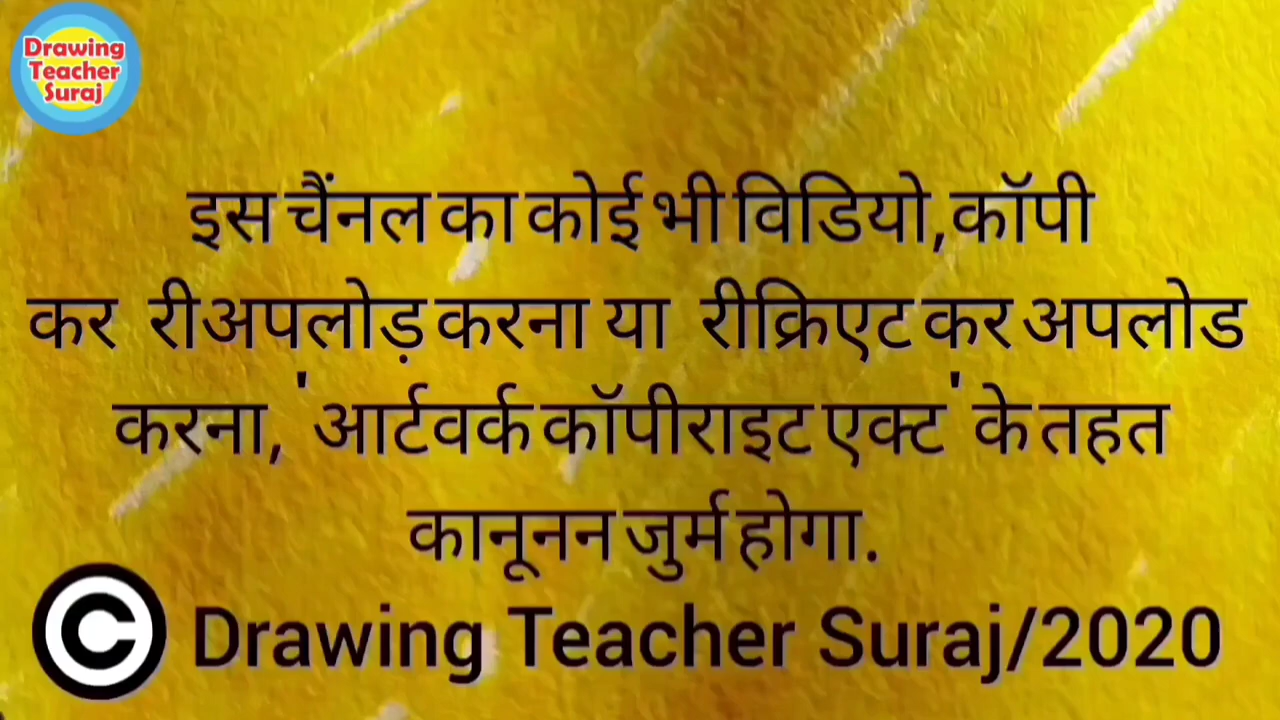 Drawing
Teacher
Suraj
इस चैंनल का कोई भी विडियो,कॉपी
कर रीअपलोड़ करना या रीक्रिएट कर अपलोड
करना, 'आर्टवर्क कॉपीराइट एक्ट' के तहत
कानूनन जुर्म होगा.
© Drawing Teacher Suraj/2020